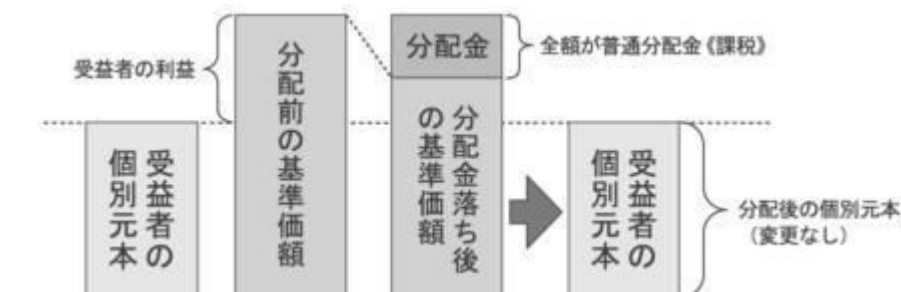 受益者の利益
分配前の基準価額
分配金
全額が普通分配金《課税》
受益者の
個別元本
分配金落ち後
の基準価額
受益者の
個別元本
分配後の個別元本
（変更なし）